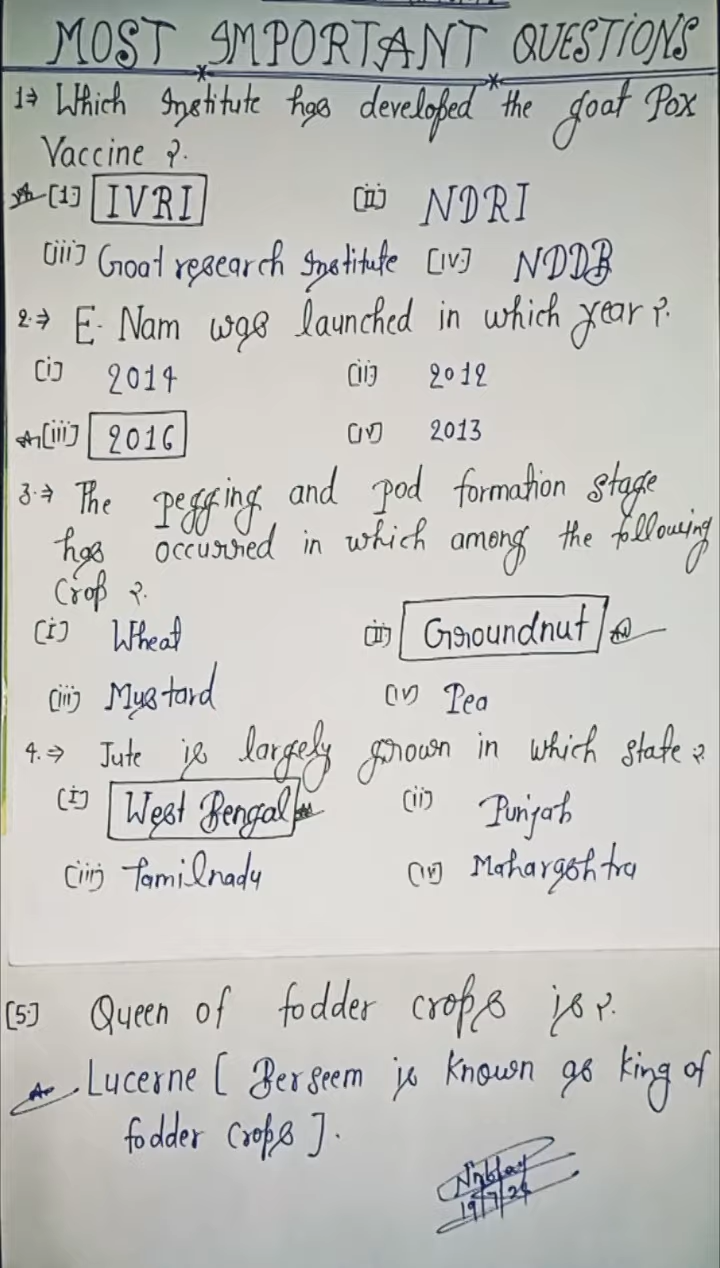 MOST IMPORTANT QUESTIONS
1⇒ Which Institute has developed the goat Pox
Vaccine ?.
[1] IVRI [ii] NDRI
[iii] Goat research Institute [iv] NDDB
2.⇒ E. Nam was launched in which year ?.
[i] 2014 [ii] 2012
[iii] 2016 [iv] 2013
3.⇒ The pegging and pod formation stage
has occurred in which among the following
Crop ?.
[i] Wheat [ii] Groundnut
[iii] Mustard [iv] Pea
4.⇒ Jute is largely grown in which state ?
[i] West Bengal [ii] Punjab
[iii] Tamilnadu [iv] Maharashtra
[5.] Queen of fodder crops is ?.
Lucerne [ Berseem is known as king of
fodder crops ].
19/7/24